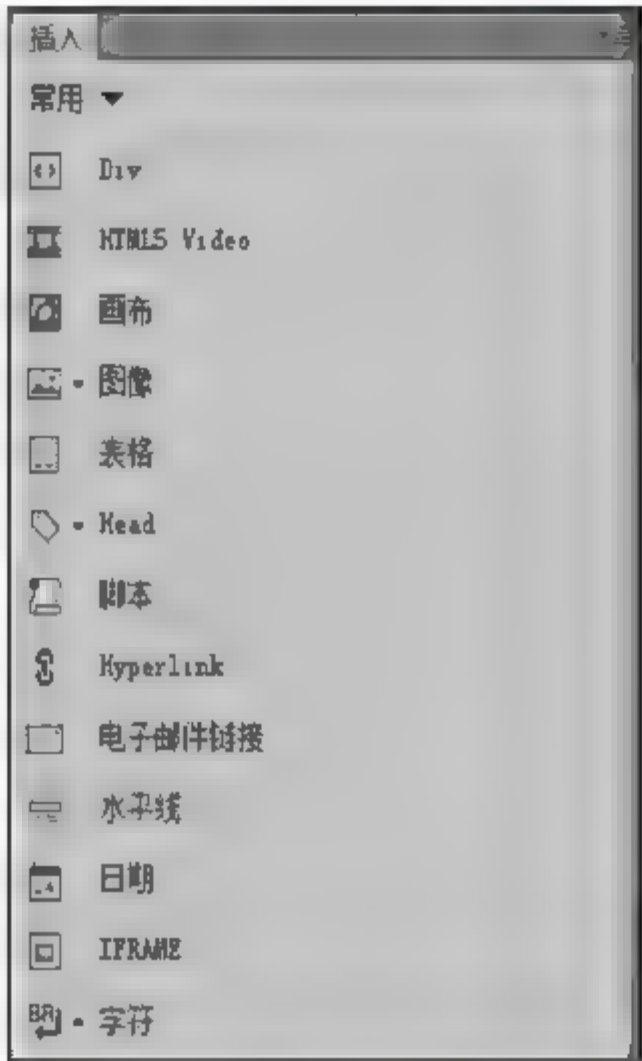 插入
常用
Div
HTML5 Video
画布
图像
表格
Head
脚本
Hyperlink
电子邮件链接
水平线
日期
IFRAME
BR 字符